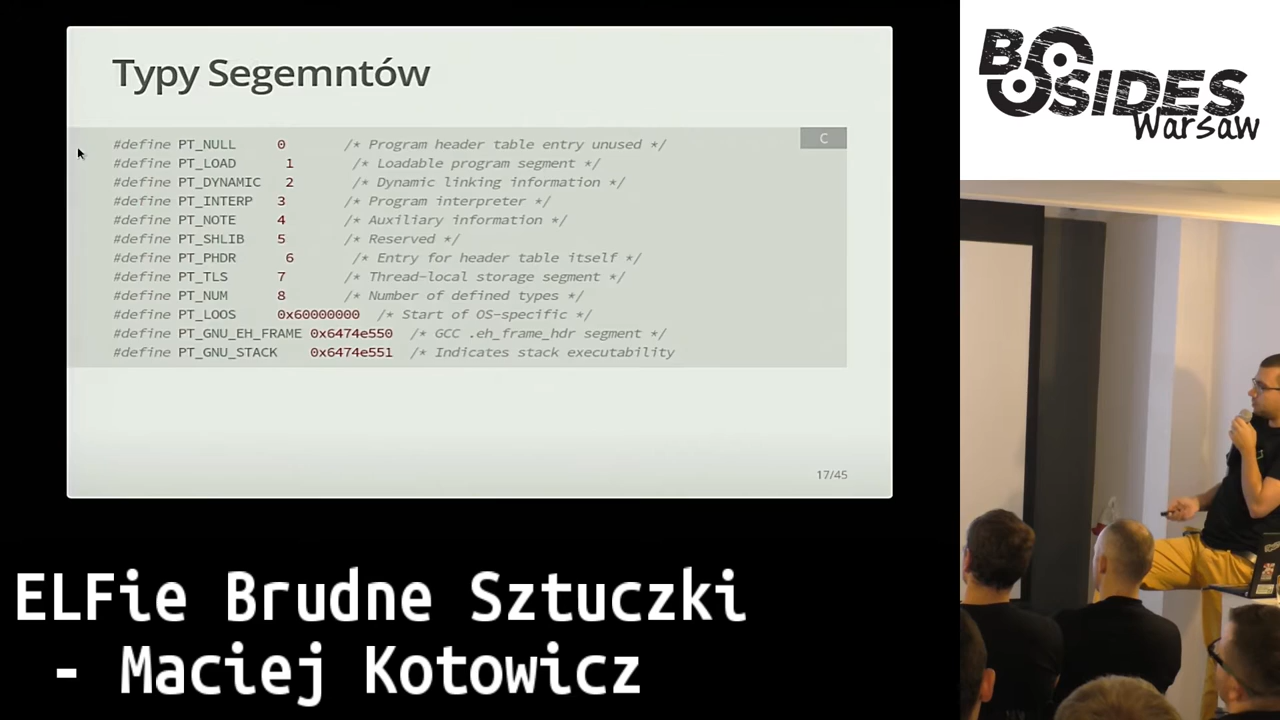 Typy Segemntów
C
#define PT_NULL 0 /* Program header table entry unused */
#define PT_LOAD 1 /* Loadable program segment */
#define PT_DYNAMIC 2 /* Dynamic linking information */
#define PT_INTERP 3 /* Program interpreter */
#define PT_NOTE 4 /* Auxiliary information */
#define PT_SHLIB 5 /* Reserved */
#define PT_PHDR 6 /* Entry for header table itself */
#define PT_TLS 7 /* Thread-local storage segment */
#define PT_NUM 8 /* Number of defined types */
#define PT_LOOS 0x60000000 /* Start of OS-specific */
#define PT_GNU_EH_FRAME 0x6474e550 /* GCC .eh_frame_hdr segment */
#define PT_GNU_STACK 0x6474e551 /* Indicates stack executability
17/45
BSIDES
Warsaw
ELFie Brudne Sztuczki
- Maciej Kotowicz